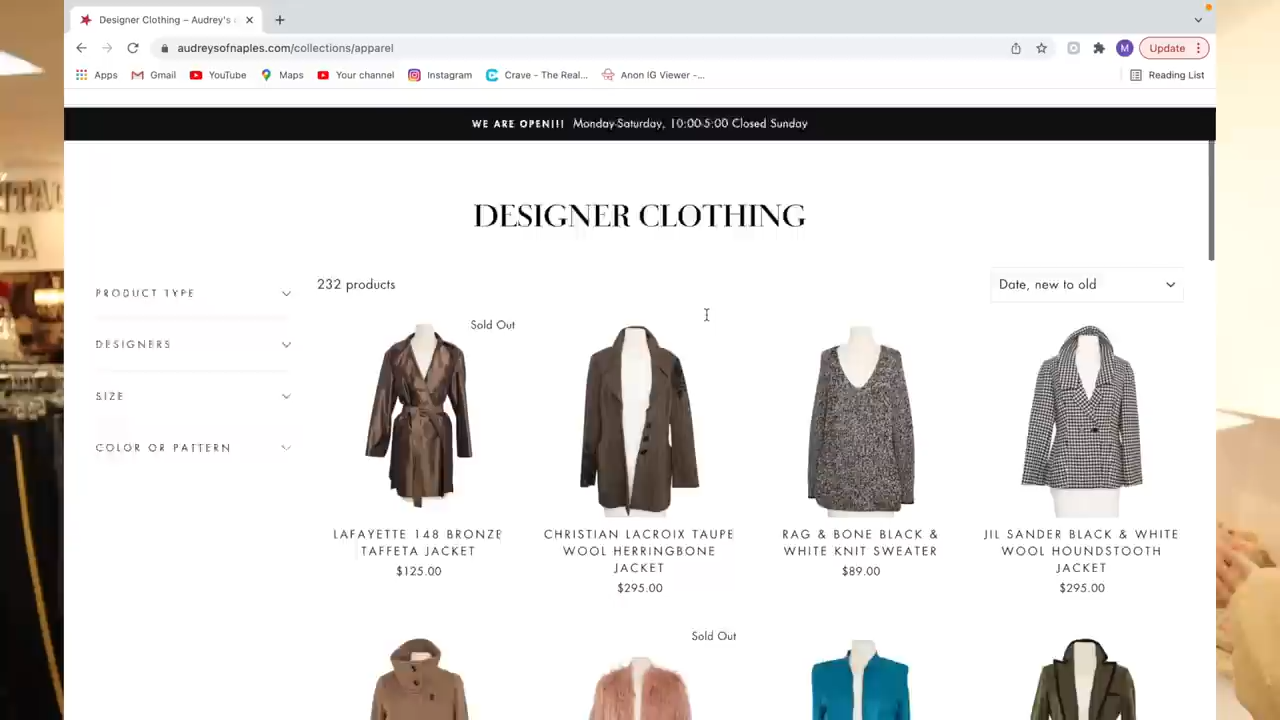 Designer Clothing – Audrey's
audreysofnaples.com/collections/apparel
M
Update
Apps
Gmail
YouTube
Maps
Your channel
Instagram
Crave - The Real...
Anon IG Viewer -...
Reading List
WE ARE OPEN!!! Monday-Saturday, 10:00-5:00 Closed Sunday
DESIGNER CLOTHING
PRODUCT TYPE
DESIGNERS
SIZE
COLOR OR PATTERN
232 products
Date, new to old
Sold Out
LAFAYETTE 148 BRONZE
TAFFETA JACKET
$125.00
CHRISTIAN LACROIX TAUPE
WOOL HERRINGBONE
JACKET
$295.00
RAG & BONE BLACK &
WHITE KNIT SWEATER
$89.00
JIL SANDER BLACK & WHITE
WOOL HOUNDSTOOTH
JACKET
$295.00
Sold Out